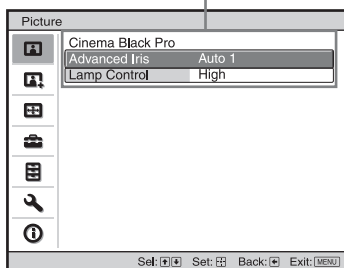 Picture
Cinema Black Pro
Advanced Iris Auto 1
Lamp Control High
Sel: Set: Back: Exit: MENU